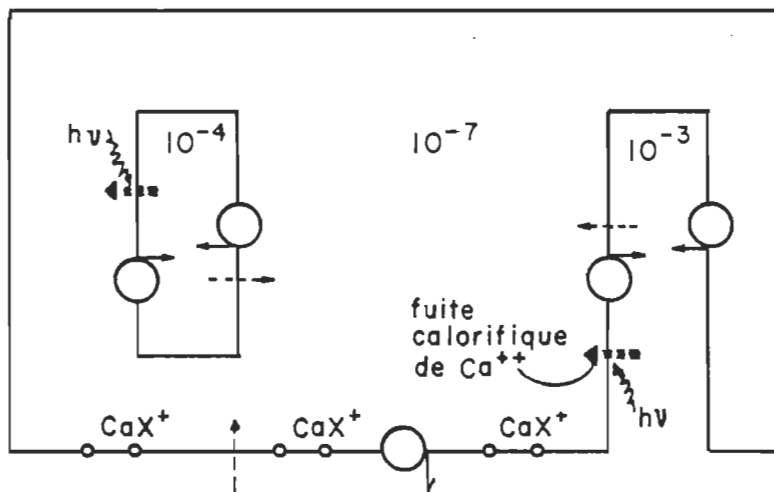 hν
10⁻⁴
10⁻⁷
10⁻³
fuite
calorifique
de Ca⁺⁺
hν
CaX⁺
CaX⁺
CaX⁺